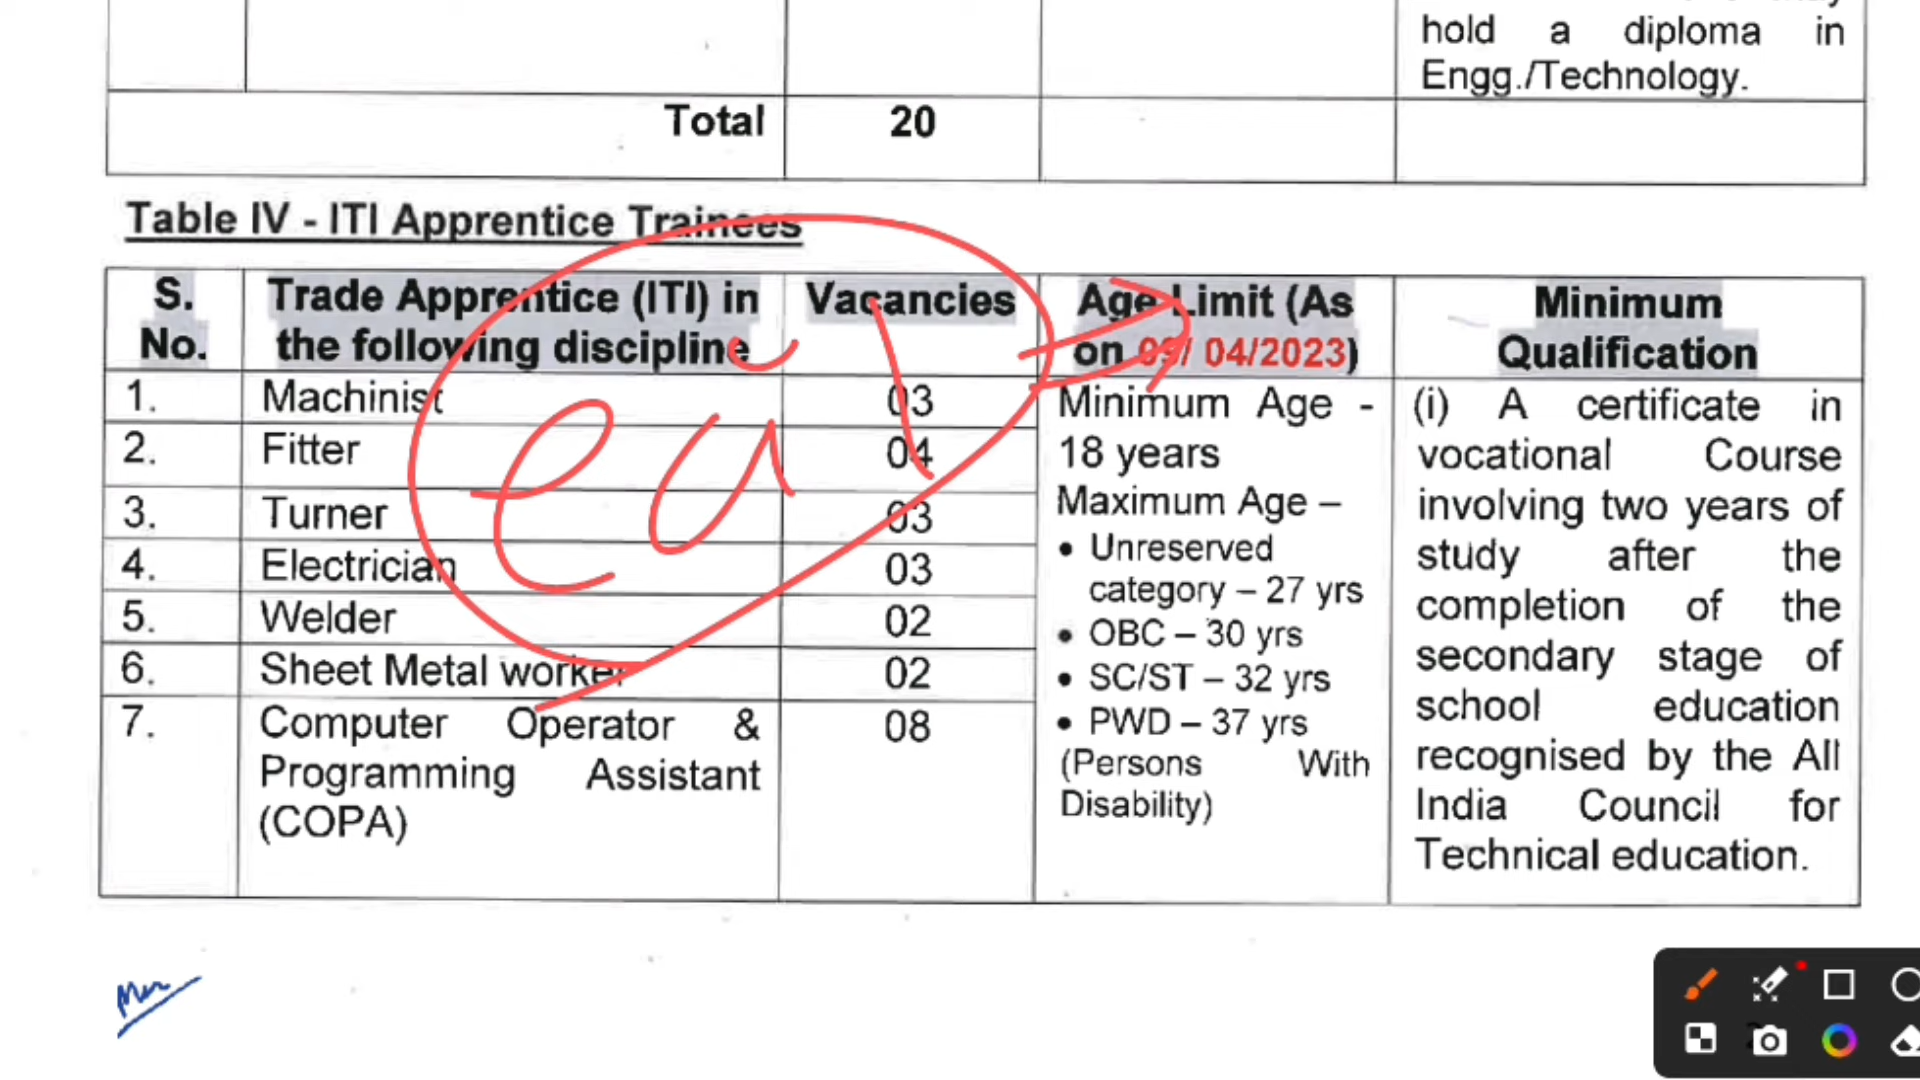 hold a diploma in
Engg./Technology.
Total 20
Table IV - ITI Apprentice Trainees
S. No. Trade Apprentice (ITI) in the following discipline Vacancies Age Limit (As on 09/ 04/2023) Minimum Qualification
1. Machinist 03
2. Fitter 04
3. Turner 03
4. Electrician 03
5. Welder 02
6. Sheet Metal worker 02
7. Computer Operator & 08
Programming Assistant
(COPA)
Minimum Age -
18 years
Maximum Age –
• Unreserved
category – 27 yrs
• OBC – 30 yrs
• SC/ST – 32 yrs
• PWD – 37 yrs
(Persons With
Disability)
(i) A certificate in
vocational Course
involving two years of
study after the
completion of the
secondary stage of
school education
recognised by the All
India Council for
Technical education.